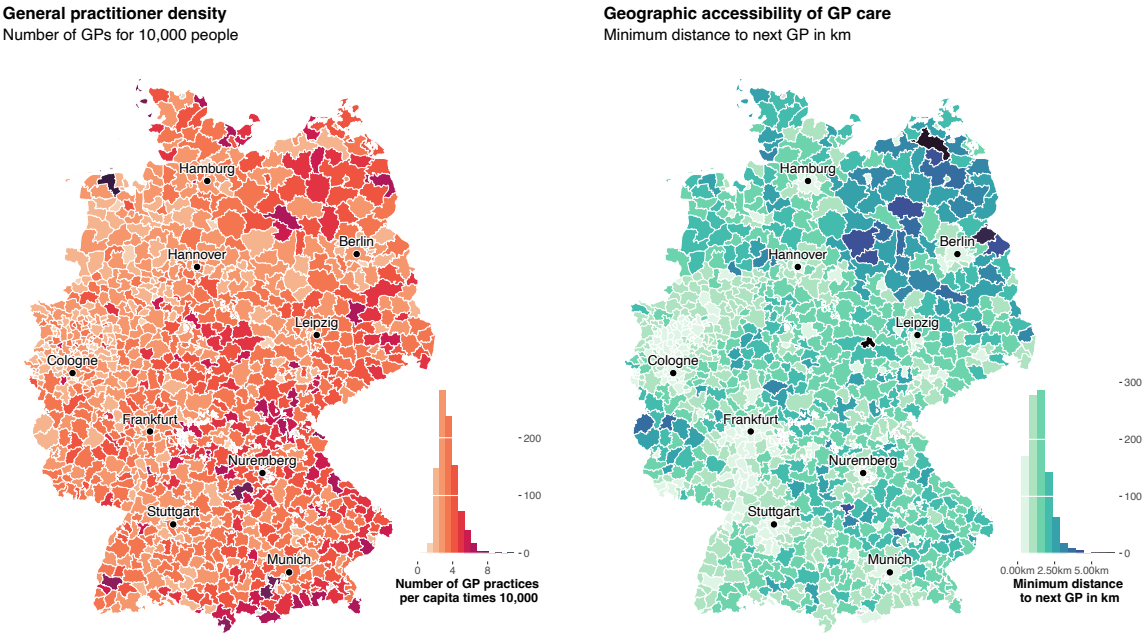 General practitioner density
Number of GPs for 10,000 people
Hamburg
Berlin
Hannover
Leipzig
Cologne
Frankfurt
Nuremberg
Stuttgart
Munich
200
100
0
0 4 8
Number of GP practices
per capita times 10,000
Geographic accessibility of GP care
Minimum distance to next GP in km
Hamburg
Berlin
Hannover
Leipzig
Cologne
Frankfurt
Nuremberg
Stuttgart
Munich
300
200
100
0
0.00km 2.50km 5.00km
Minimum distance
to next GP in km